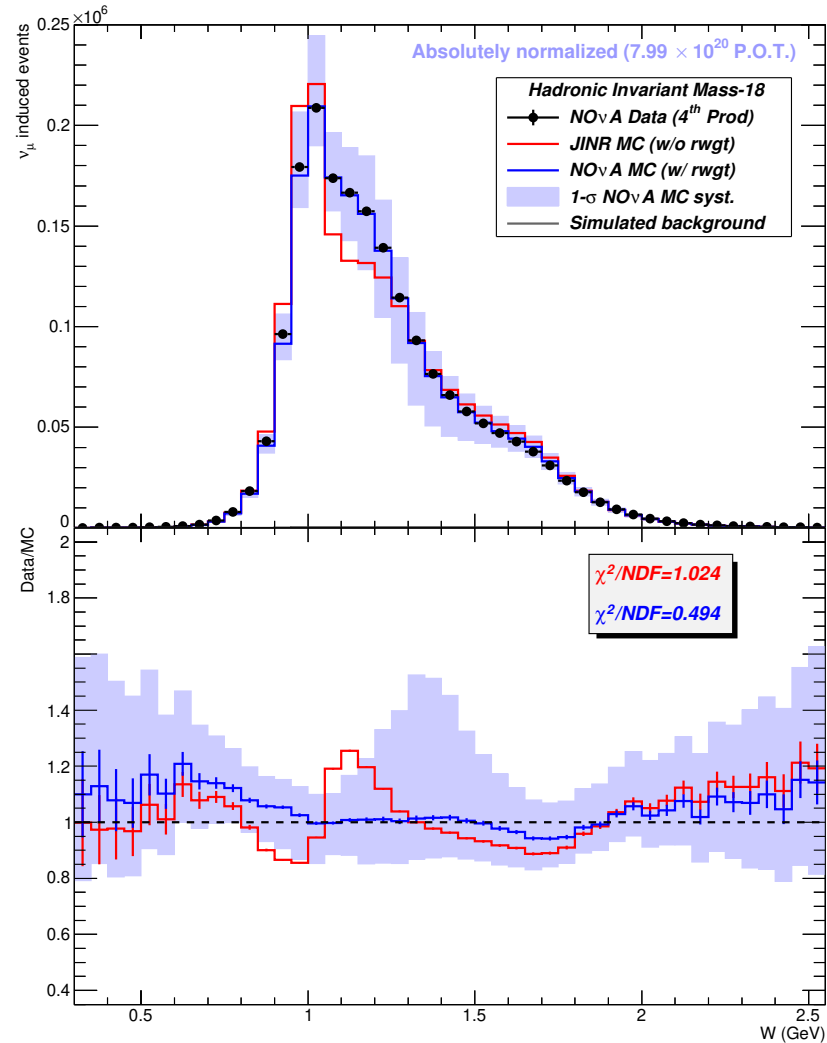 ×10⁶
0.25
0.2
0.15
0.1
0.05
0
ν_μ induced events
Absolutely normalized (7.99 × 10²⁰ P.O.T.)
Hadronic Invariant Mass-18
NOνA Data (4ᵗʰ Prod)
JINR MC (w/o rwgt)
NOνA MC (w/ rwgt)
1-σ NOνA MC syst.
Simulated background
Data/MC
2
1.8
1.6
1.4
1.2
1
0.8
0.6
0.4
χ²/NDF=1.024
χ²/NDF=0.494
0.5 1 1.5 2 2.5
W (GeV)